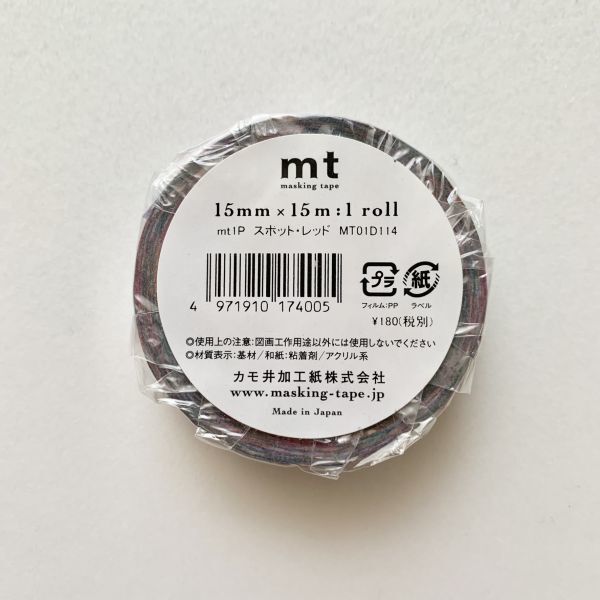 mt
masking tape
15mm × 15m : 1 roll
mt1P スポット・レッド MT01D114
4 971910 174005
プラ 紙
フィルム:PP ラベル
¥180(税別)
◎使用上の注意:図画工作用途以外には使用しないでください
◎材質表示:基材/和紙:粘着剤/アクリル系
カモ井加工紙株式会社
www.masking-tape.jp
Made in Japan